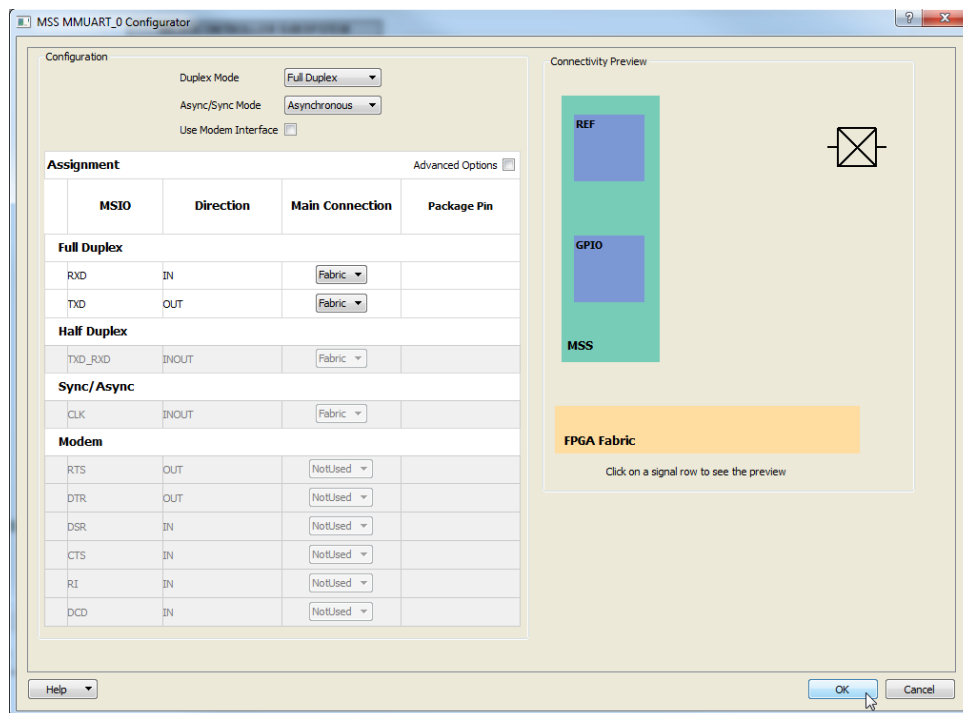 MSS MMUART_0 Configurator
Configuration
Duplex Mode Full Duplex
Async/Sync Mode Asynchronous
Use Modem Interface
Assignment Advanced Options
MSIO Direction Main Connection Package Pin
Full Duplex
RXD IN Fabric
TXD OUT Fabric
Half Duplex
TXD_RXD INOUT Fabric
Sync/Async
CLK INOUT Fabric
Modem
RTS OUT NotUsed
DTR OUT NotUsed
DSR IN NotUsed
CTS IN NotUsed
RI IN NotUsed
DCD IN NotUsed
Connectivity Preview
REF
GPIO
MSS
FPGA Fabric
Click on a signal row to see the preview
Help OK Cancel